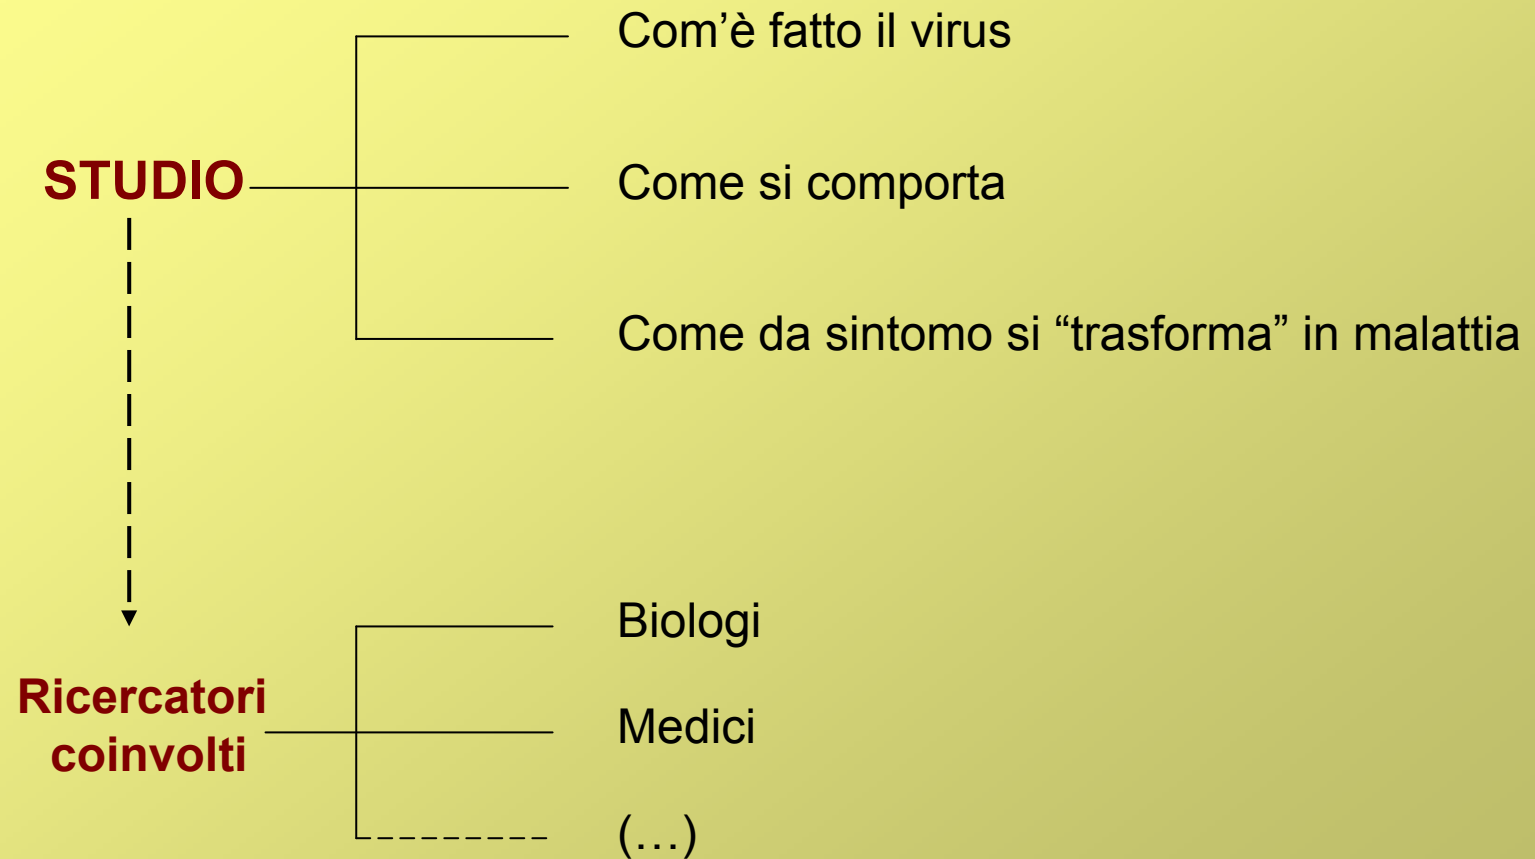 Com’è fatto il virus
STUDIO
Come si comporta
Come da sintomo si “trasforma” in malattia
Biologi
Ricercatori
coinvolti
Medici
(…)